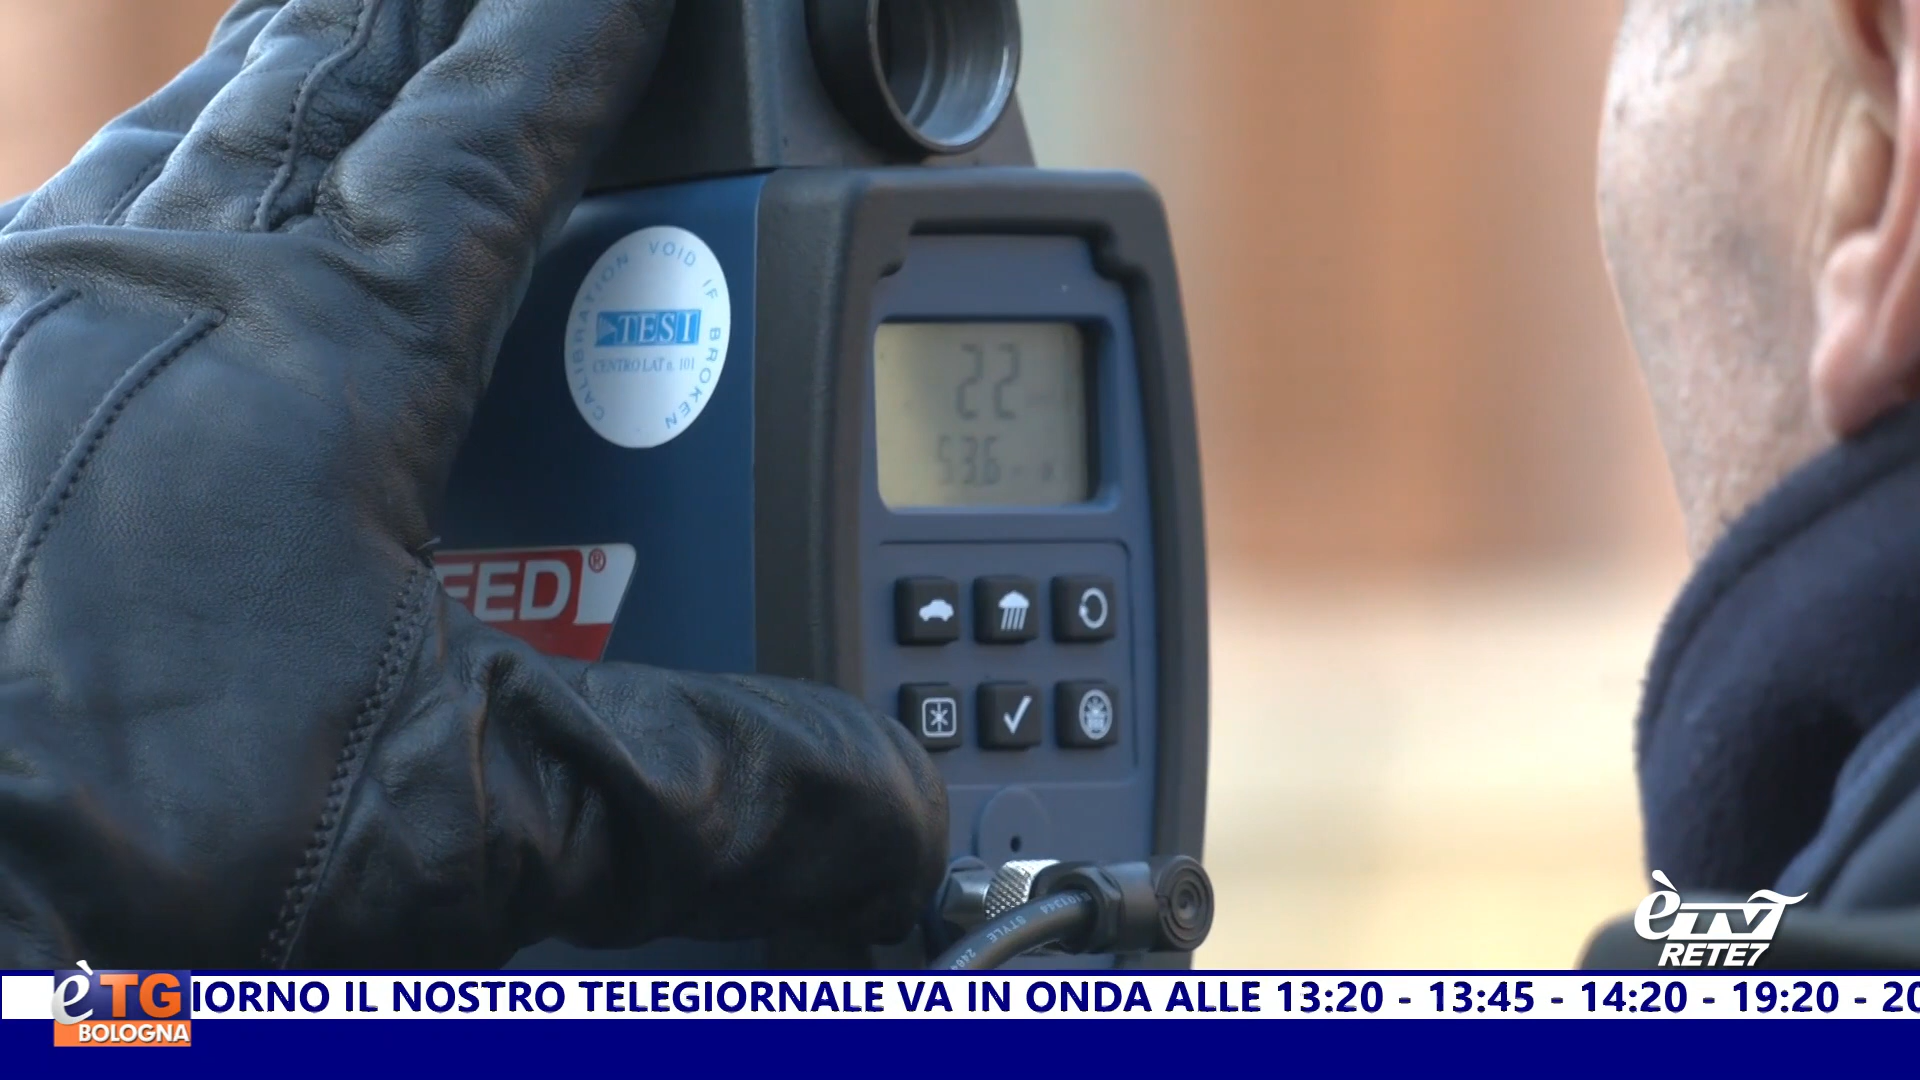 CALIBRATION VOID IF BROKEN
TESI
CENTRO LAT n. 101
22
53.6
EED®
STYLE
èTV
RETE7
èTG
BOLOGNA
IORNO IL NOSTRO TELEGIORNALE VA IN ONDA ALLE 13:20 - 13:45 - 14:20 - 19:20 - 20